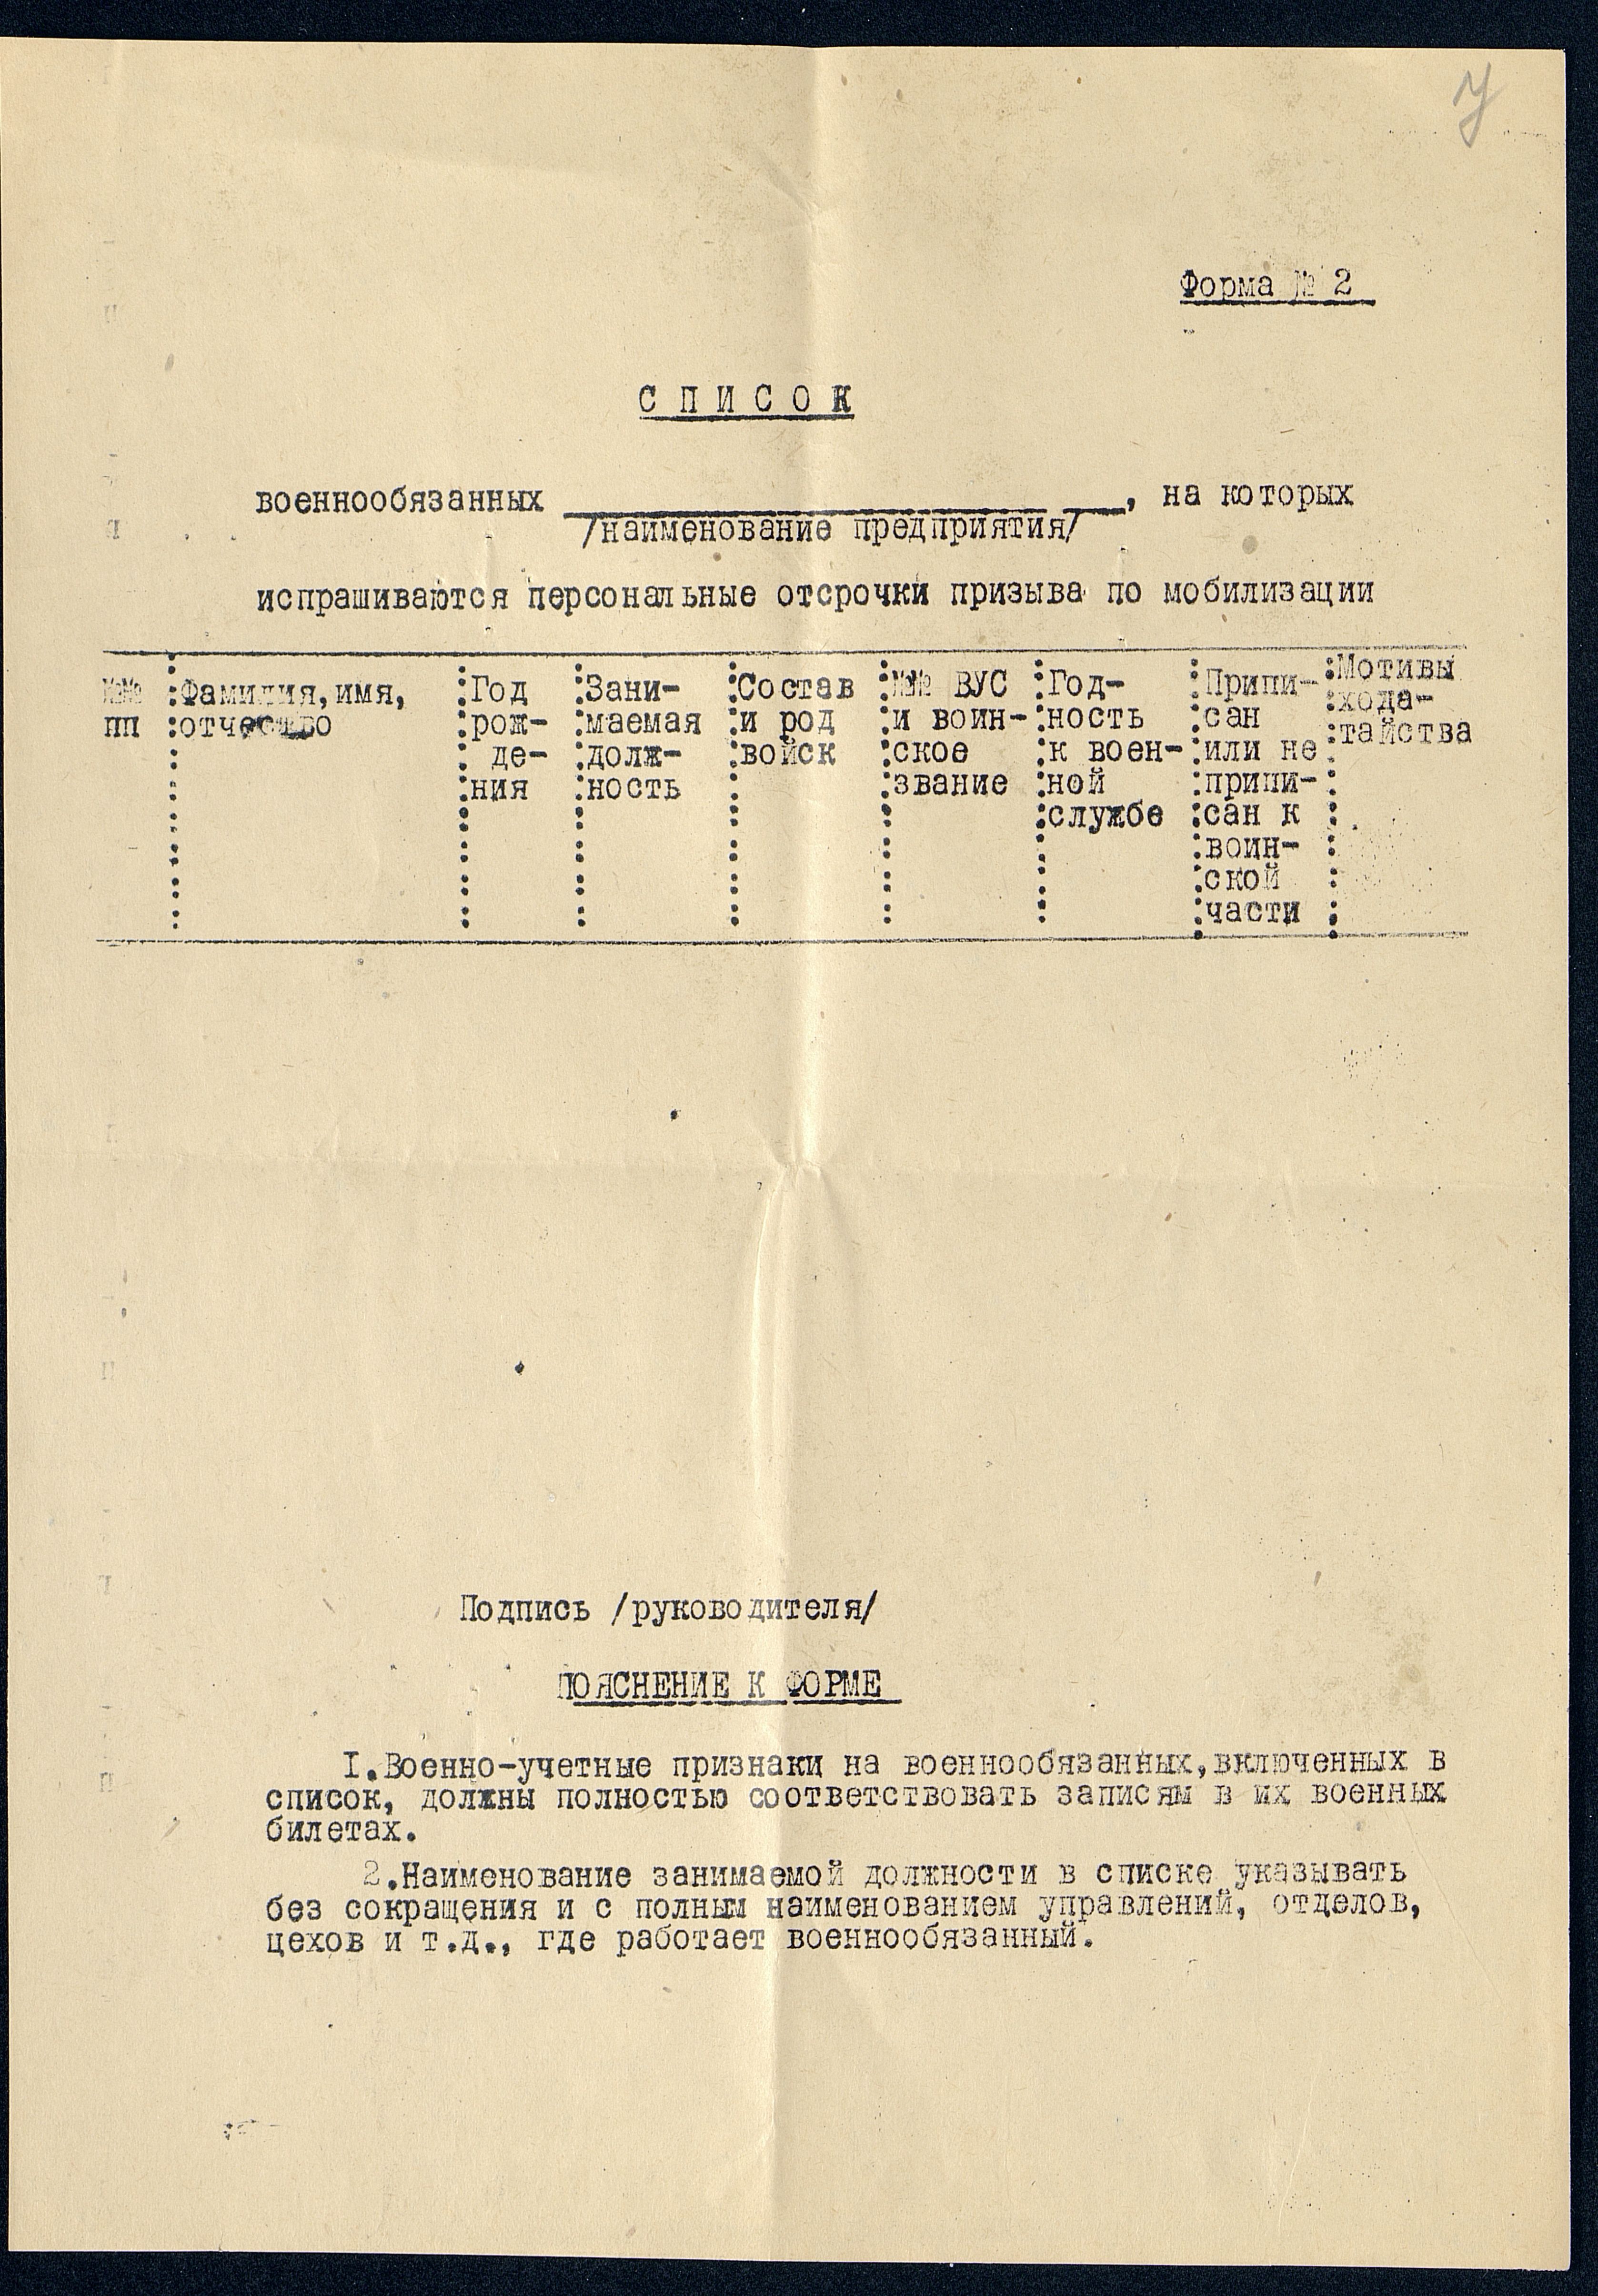 Форма № 2
С П И С О К
военнообязанных ____________________, на которых
/наименование предприятия/
испрашиваются персональные отсрочки призыва по мобилизации
№№ :Фамилия,имя, :Год :Зани- :Состав :№№ ВУС :Год- :Припи- :Мотивы
пп :отчество :рож- :маемая :и род :и воин- :ность :сан :хода-
де- :долж- :войск :ское :к воен- :или не :тайства
:ния :ность :звание :ной :припи-
:службе :сан к
:воин-
:ской
:части
Подпись /руководителя/
ПОЯСНЕНИЕ К ФОРМЕ
I.Военно-учетные признаки на военнообязанных,включенных в
список, должны полностью соответствовать записям в их военных
билетах.
2.Наименование занимаемой должности в списке указывать
без сокращения и с полным наименованием управлений, отделов,
цехов и т.д., где работает военнообязанный.